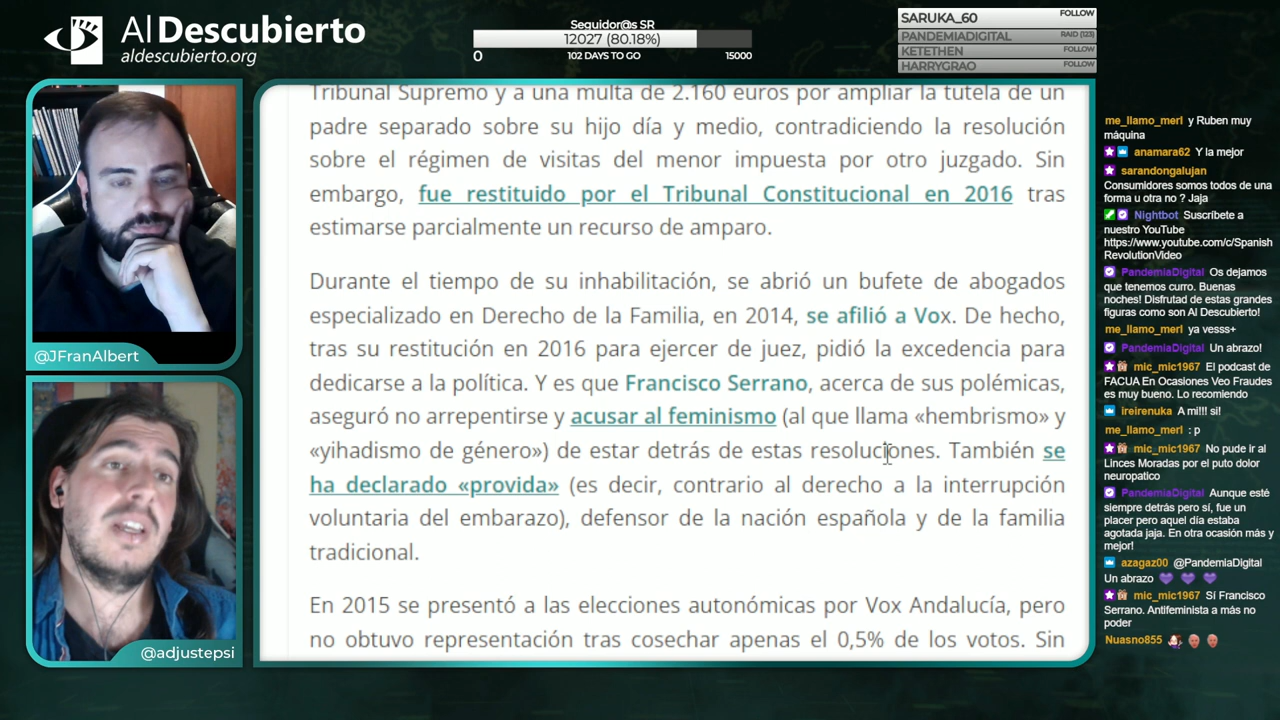 Al Descubierto
aldescubierto.org
Seguidor@s SR
12027 (80.18%)
0
102 DAYS TO GO
15000
SARUKA_60 FOLLOW
PANDEMIADIGITAL RAID (123)
KETETHEN FOLLOW
HARRYGRAO FOLLOW
@JFranAlbert
@adjustepsi
Tribunal Supremo y a una multa de 2.160 euros por ampliar la tutela de un
padre separado sobre su hijo día y medio, contradiciendo la resolución
sobre el régimen de visitas del menor impuesta por otro juzgado. Sin
embargo, fue restituido por el Tribunal Constitucional en 2016 tras
estimarse parcialmente un recurso de amparo.
Durante el tiempo de su inhabilitación, se abrió un bufete de abogados
especializado en Derecho de la Familia, en 2014, se afilió a Vox. De hecho,
tras su restitución en 2016 para ejercer de juez, pidió la excedencia para
dedicarse a la política. Y es que Francisco Serrano, acerca de sus polémicas,
aseguró no arrepentirse y acusar al feminismo (al que llama «hembrismo» y
«yihadismo de género») de estar detrás de estas resoluciones. También se
ha declarado «provida» (es decir, contrario al derecho a la interrupción
voluntaria del embarazo), defensor de la nación española y de la familia
tradicional.
En 2015 se presentó a las elecciones autonómicas por Vox Andalucía, pero
no obtuvo representación tras cosechar apenas el 0,5% de los votos. Sin
me_llamo_merl y Ruben muy
máquina
anamara62 Y la mejor
sarandongalujan
Consumidores somos todos de una
forma u otra no ? Jaja
Nightbot Suscríbete a
nuestro YouTube
https://www.youtube.com/c/Spanish
RevolutionVideo
PandemiaDigital Os dejamos
que tenemos curro. Buenas
noches! Disfrutad de estas grandes
figuras como son Al Descubierto!
me_llamo_merl ya vesss+
PandemiaDigital Un abrazo!
mic_mic1967 El podcast de
FACUA En Ocasiones Veo Fraudes
es muy bueno. Lo recomiendo
ireirenuka A mi!!! si!
me_llamo_merl : p
mic_mic1967 No pude ir al
Linces Moradas por el puto dolor
neuropatico
PandemiaDigital Aunque esté
siempre detrás pero sí, fue un
placer pero aquel día estaba
agotada jaja. En otra ocasión más y
mejor!
azagaz00 @PandemiaDigital
Un abrazo
mic_mic1967 Sí Francisco
Serrano. Antifeminista a más no
poder
Nuasno855